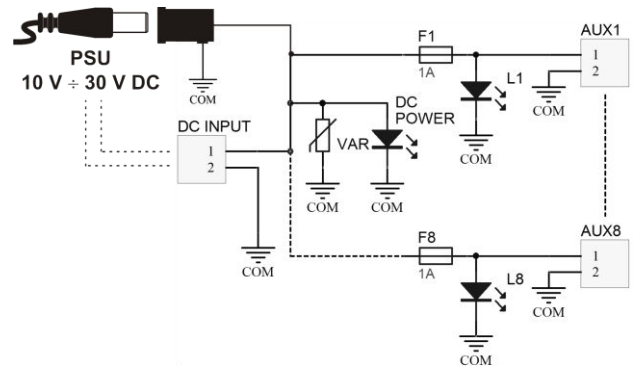 PSU
10 V ÷ 30 V DC
COM
DC INPUT
1
2
COM
F1
1A
L1
COM
AUX1
1
2
COM
VAR
COM
DC
POWER
COM
F8
1A
L8
COM
AUX8
1
2
COM